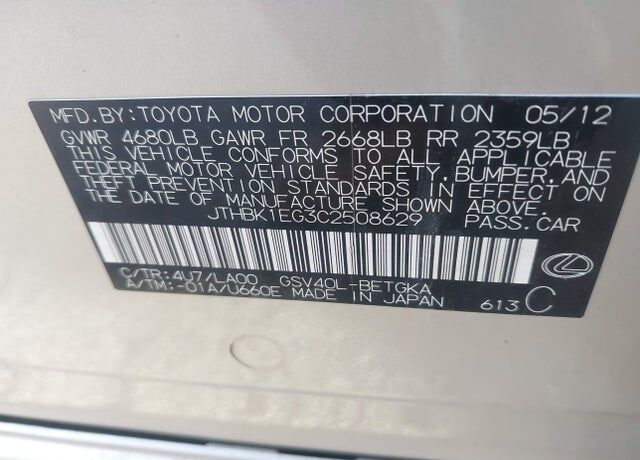 MFD.BY:TOYOTA MOTOR CORPORATION 05/12
GVWR 4680LB GAWR FR 2668LB RR 2359LB
THIS VEHICLE CONFORMS TO ALL APPLICABLE
FEDERAL MOTOR VEHICLE SAFETY,BUMPER,AND
THEFT PREVENTION STANDARDS IN EFFECT ON
THE DATE OF MANUFACTURE SHOWN ABOVE.
JTHBK1EG3C2508629 PASS.CAR
C/TR:4U7/LA00 GSV40L-BETGKA
A/TM:-01A/U660E MADE IN JAPAN 613 C